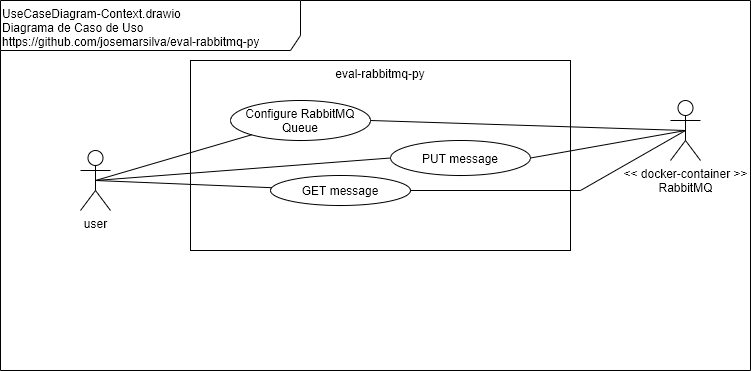 UseCaseDiagram-Context.drawio
Diagrama de Caso de Uso
https://github.com/josemarsilva/eval-rabbitmq-py
eval-rabbitmq-py
Configure RabbitMQ
Queue
PUT message
GET message
user
<< docker-container >>
RabbitMQ